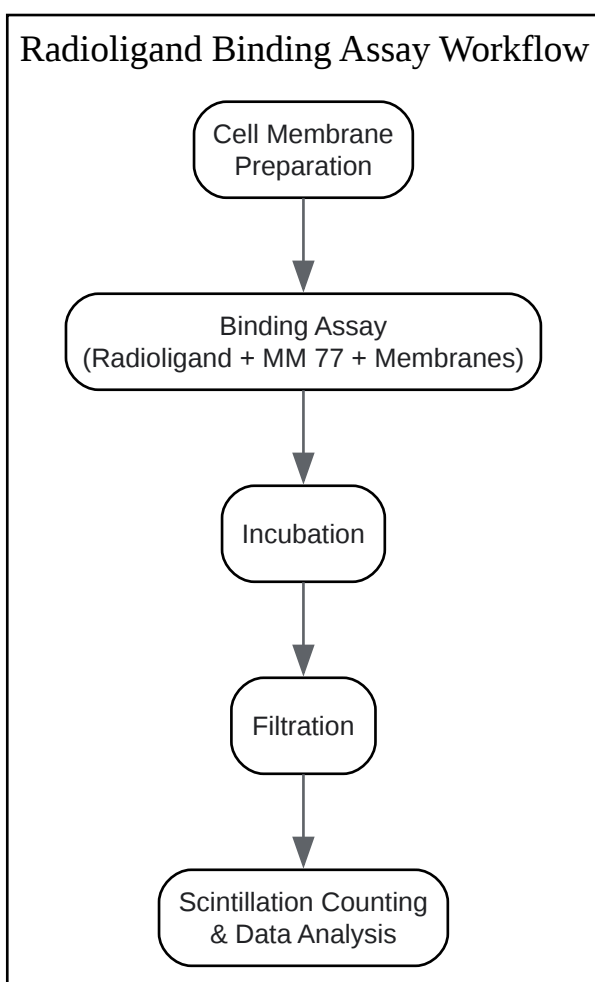 Radioligand Binding Assay Workflow
Cell Membrane
Preparation
Binding Assay
(Radioligand + MM 77 + Membranes)
Incubation
Filtration
Scintillation Counting
& Data Analysis